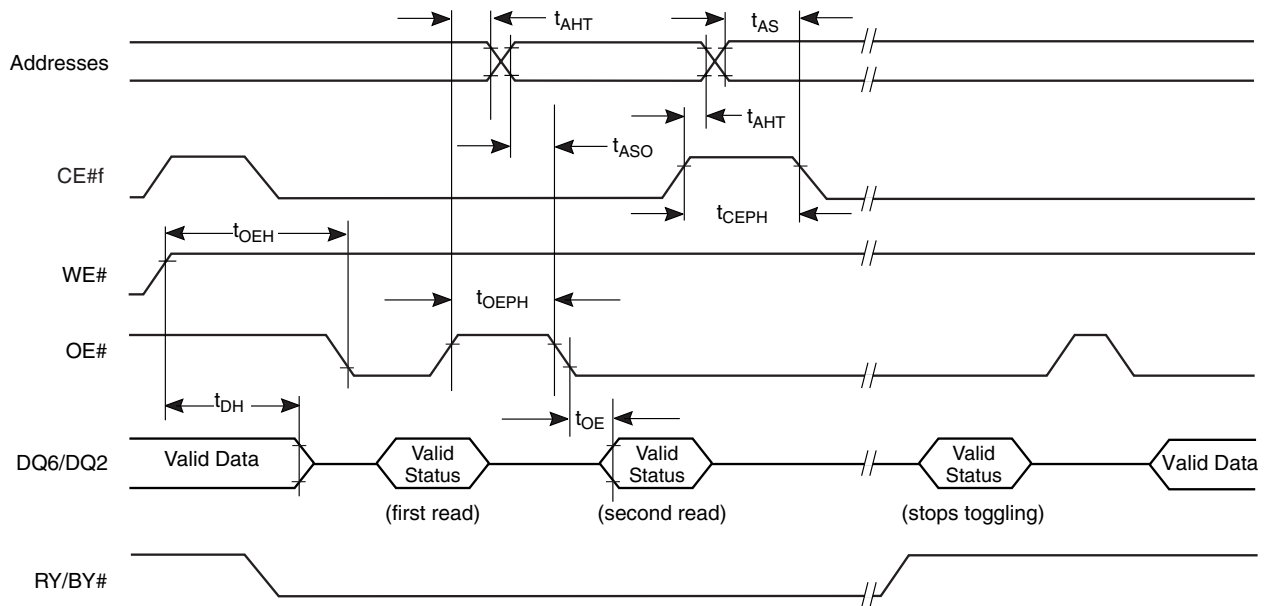 tAHT
tAS
Addresses
tAHT
tASO
CE#f
tCEPH
tOEH
WE#
tOEPH
OE#
tDH
tOE
DQ6/DQ2
Valid Data
Valid
Status
Valid
Status
Valid
Status
Valid Data
(first read)
(second read)
(stops toggling)
RY/BY#